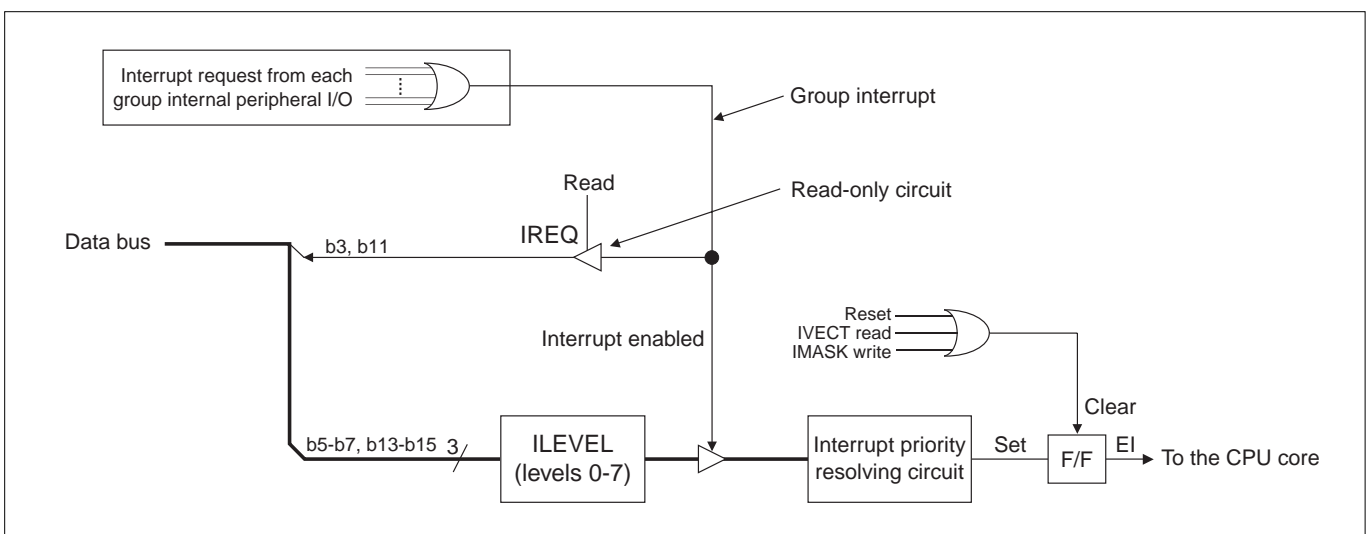 Interrupt request from each
group internal peripheral I/O
Group interrupt
Read
Read-only circuit
IREQ
Data bus
b3, b11
Reset
IVECT read
IMASK write
Interrupt enabled
Clear
b5-b7, b13-b15
3
ILEVEL
(levels 0-7)
Interrupt priority
resolving circuit
Set
F/F
EI
To the CPU core